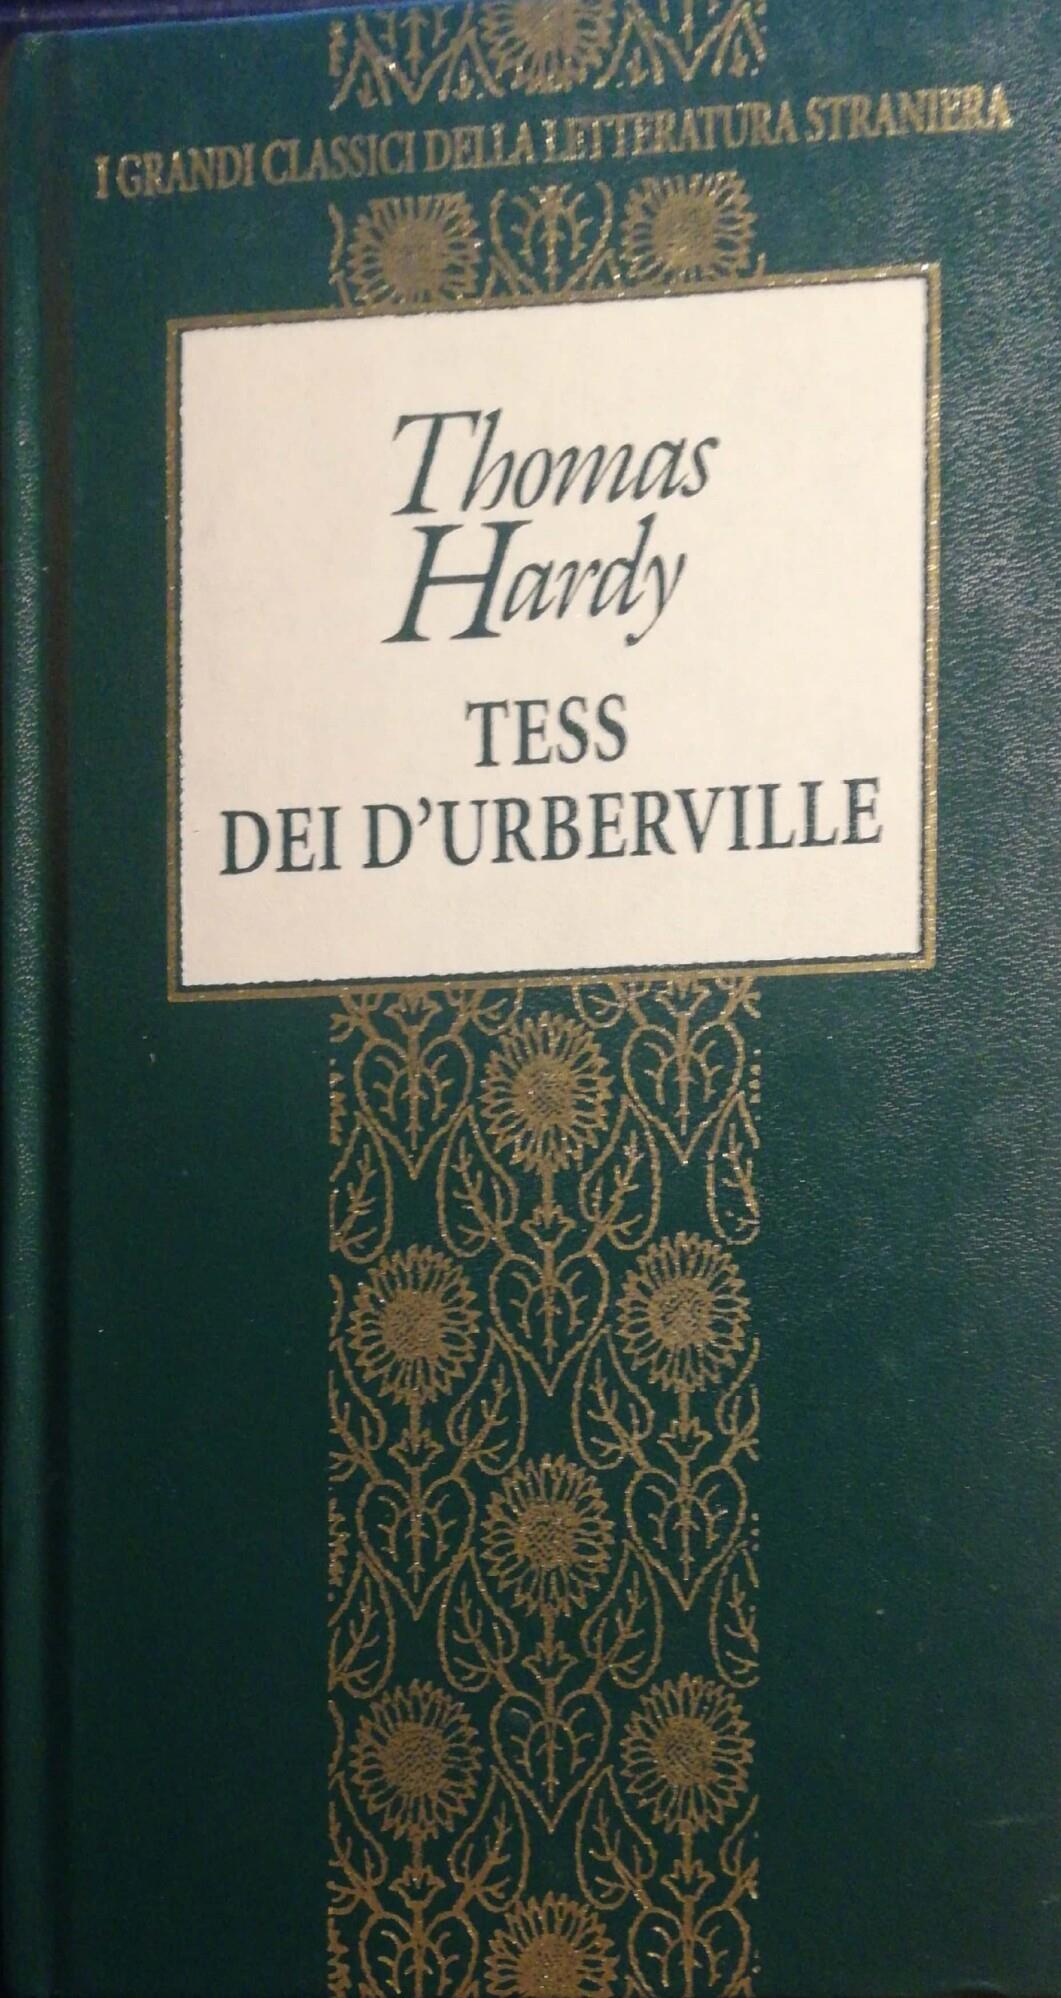 I GRANDI CLASSICI DELLA LETTERATURA STRANIERA
Thomas
Hardy
TESS
DEI D'URBERVILLE